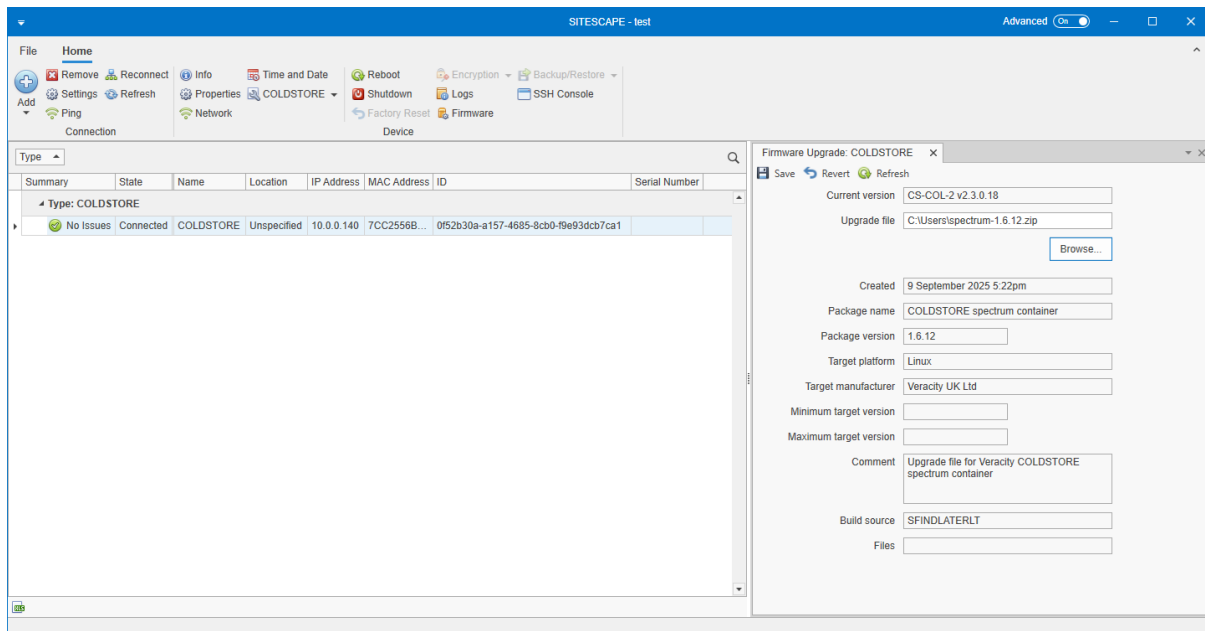 SITESCAPE - test
Advanced On
File Home
Add
Remove Reconnect
Settings Refresh
Ping
Connection
Info Time and Date
Properties COLDSTORE
Network
Reboot Encryption Backup/Restore
Shutdown Logs SSH Console
Factory Reset Firmware
Device
Type
Summary State Name Location IP Address MAC Address ID Serial Number
Type: COLDSTORE
No Issues Connected COLDSTORE Unspecified 10.0.0.140 7CC2556B... 0f52b30a-a157-4685-8cb0-f9e93dcb7ca1
Firmware Upgrade: COLDSTORE
Save Revert Refresh
Current version CS-COL-2 v2.3.0.18
Upgrade file C:\Users\spectrum-1.6.12.zip
Browse...
Created 9 September 2025 5:22pm
Package name COLDSTORE spectrum container
Package version 1.6.12
Target platform Linux
Target manufacturer Veracity UK Ltd
Minimum target version
Maximum target version
Comment Upgrade file for Veracity COLDSTORE
spectrum container
Build source SFINDLATERLT
Files